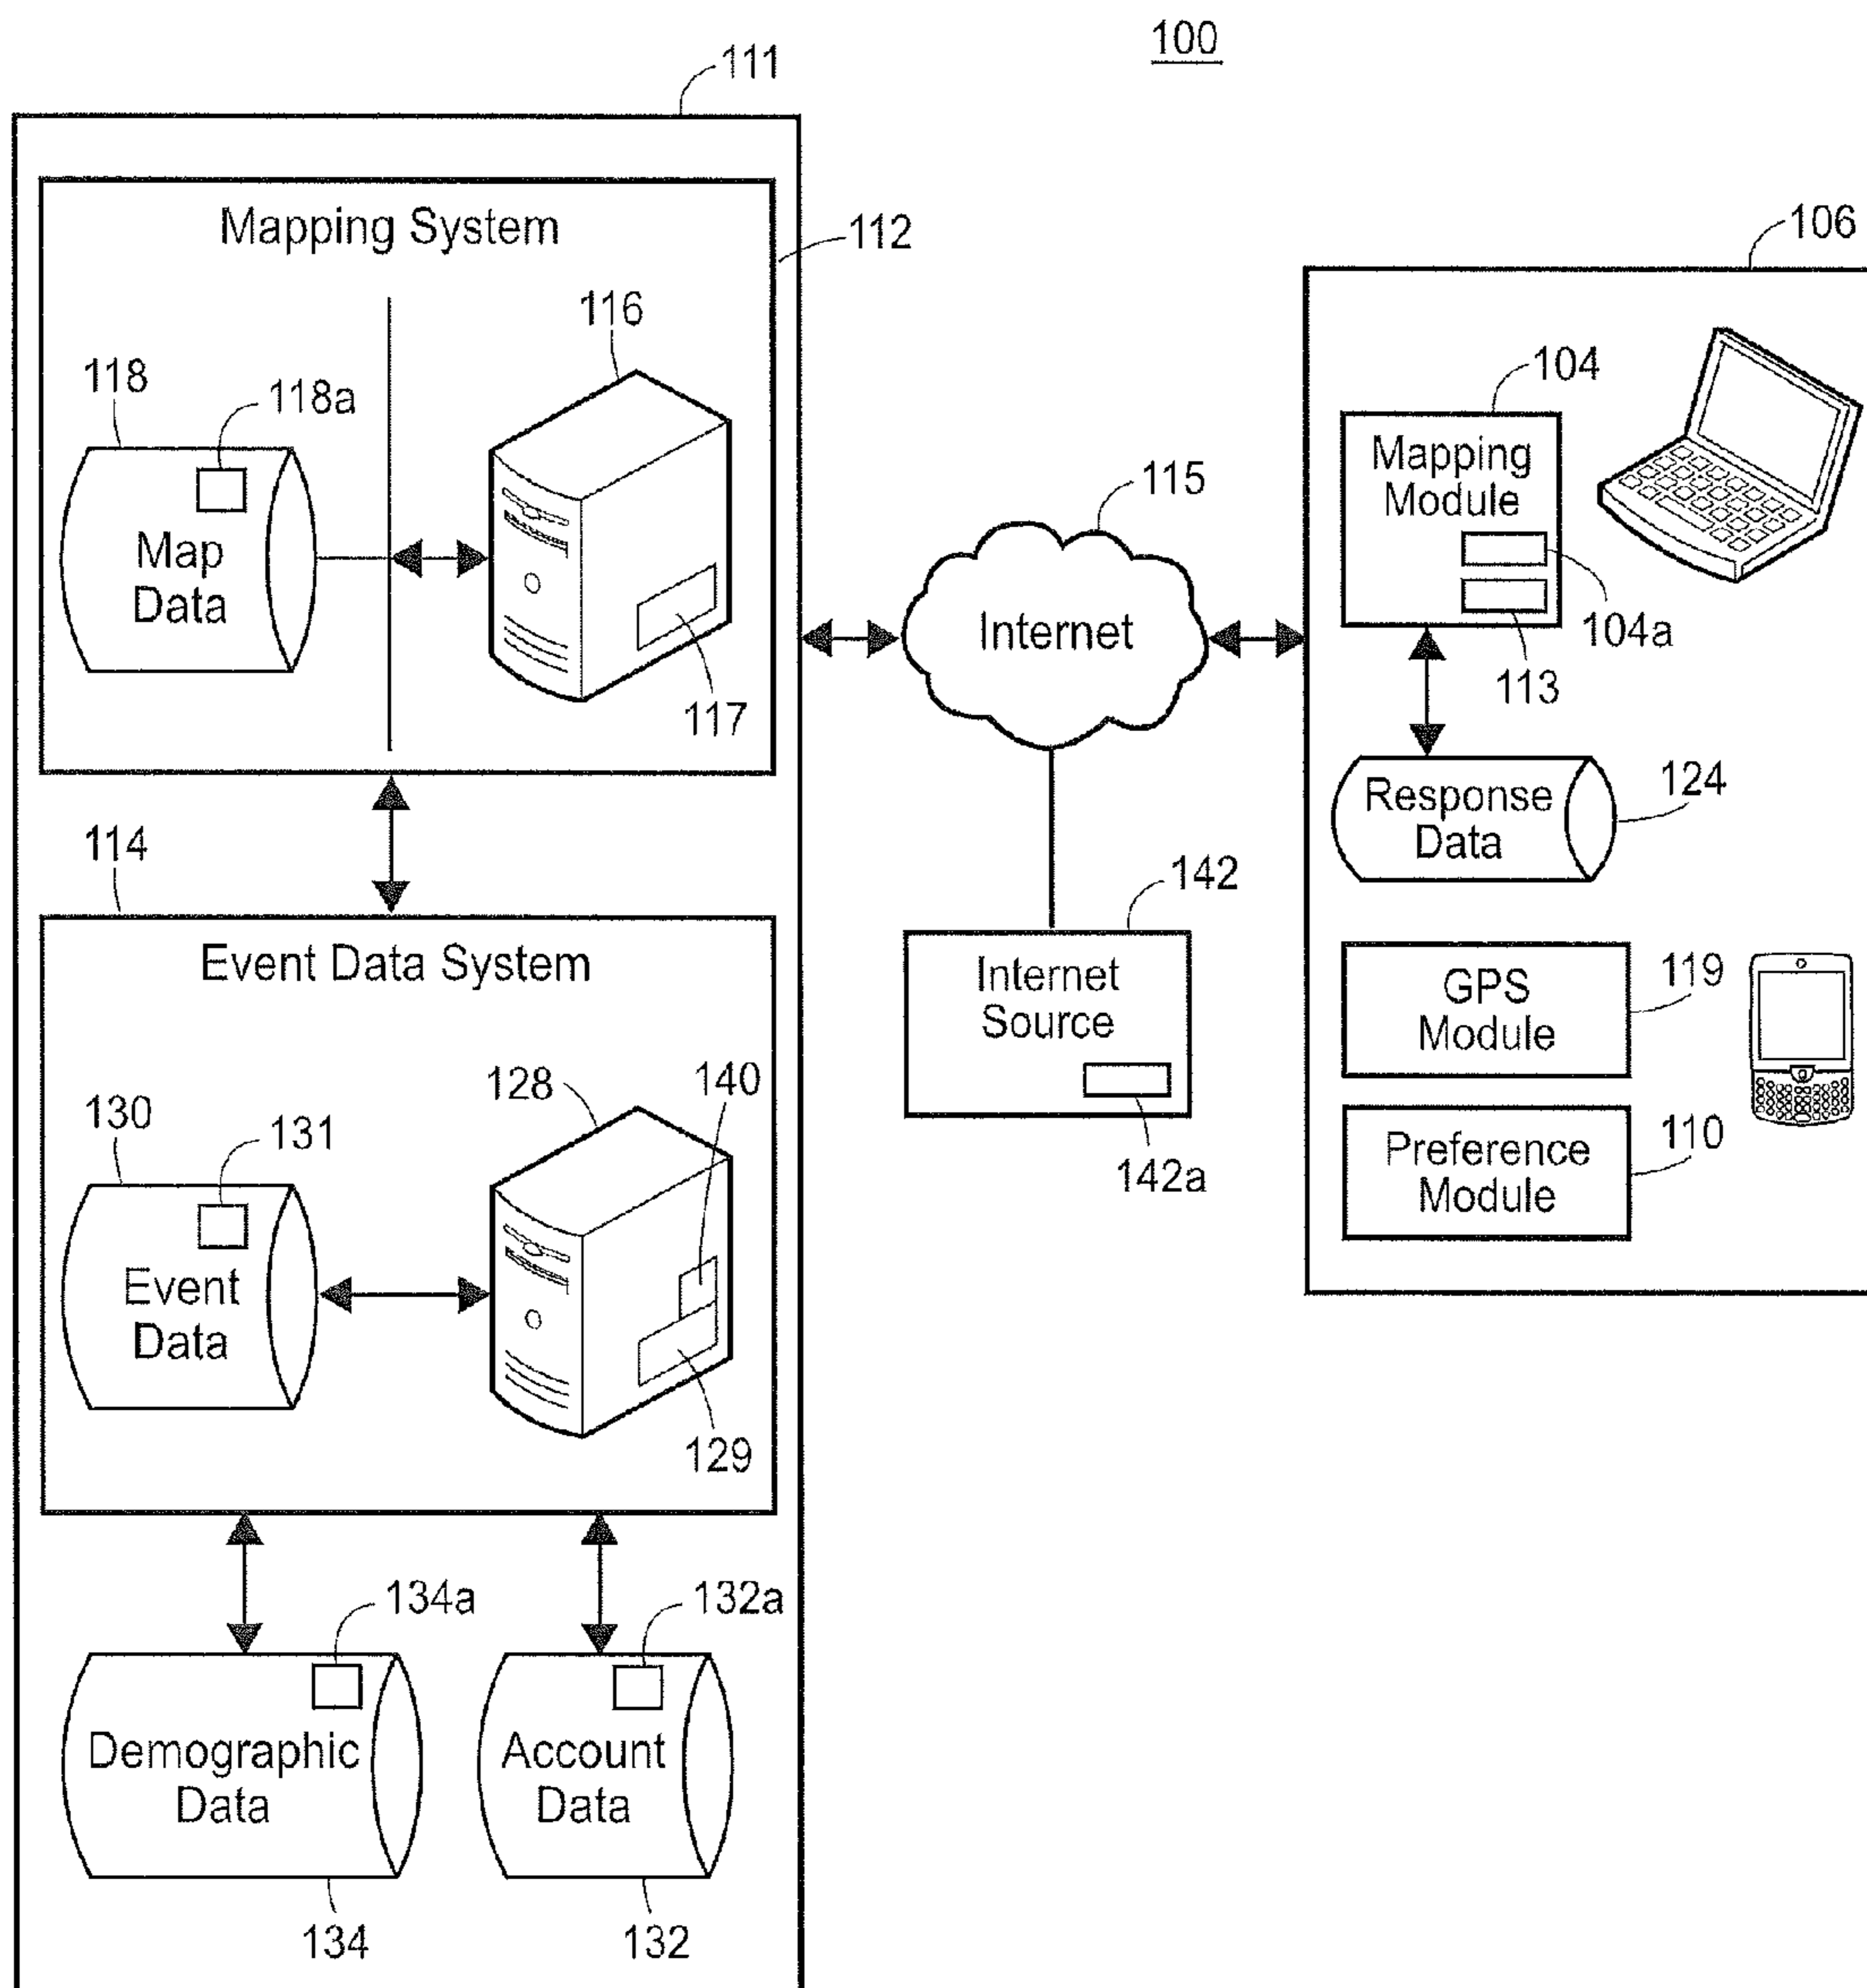 100
111
Mapping System
112
116
118
118a
Map
Data
117
114
Event Data System
128
140
130
131
Event
Data
129
134a
132a
Demographic
Data
Account
Data
134
132
115
Internet
142
Internet
Source
142a
106
104
Mapping
Module
104a
113
Response
Data
124
GPS
Module
119
Preference
Module
110